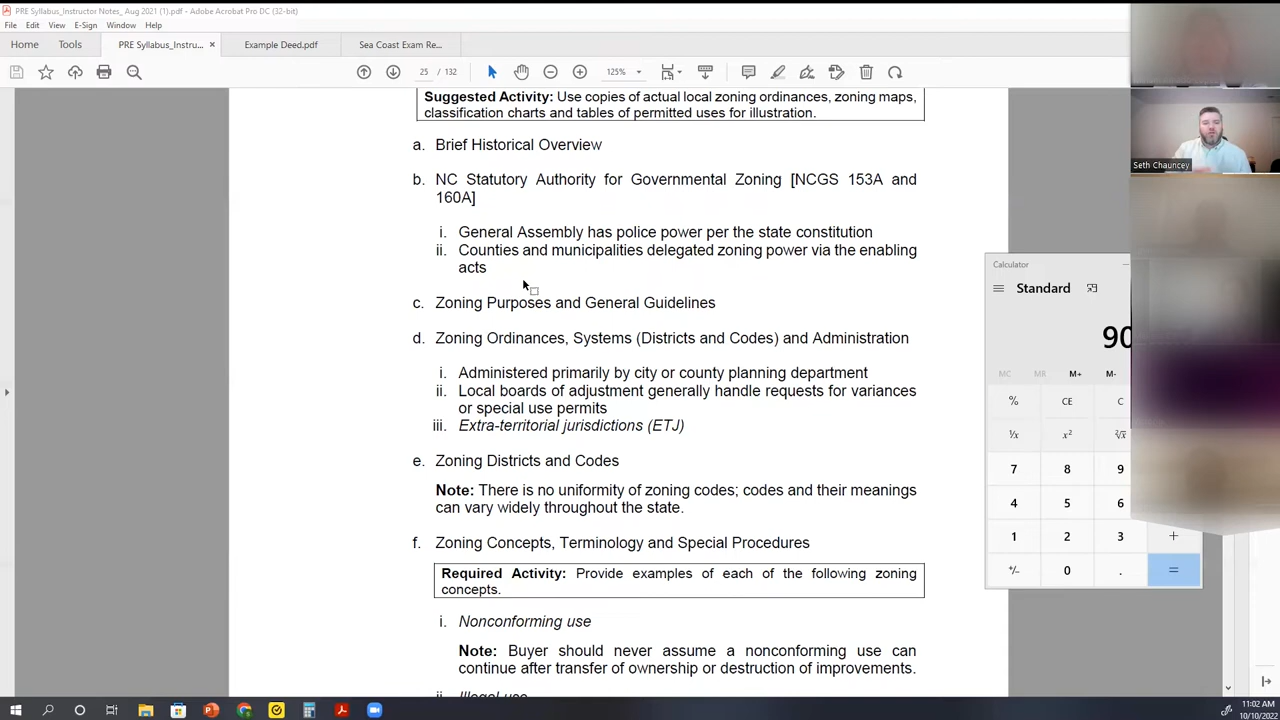 PRE Syllabus_Instructor Notes_ Aug 2021 (1).pdf - Adobe Acrobat Pro DC (32-bit)
File Edit View E-Sign Window Help
Home Tools PRE Syllabus_Instru... × Example Deed.pdf Sea Coast Exam Re...
25 / 132 125%
Suggested Activity: Use copies of actual local zoning ordinances, zoning maps,
classification charts and tables of permitted uses for illustration.
a. Brief Historical Overview
b. NC Statutory Authority for Governmental Zoning [NCGS 153A and
160A]
i. General Assembly has police power per the state constitution
ii. Counties and municipalities delegated zoning power via the enabling
acts
c. Zoning Purposes and General Guidelines
d. Zoning Ordinances, Systems (Districts and Codes) and Administration
i. Administered primarily by city or county planning department
ii. Local boards of adjustment generally handle requests for variances
or special use permits
iii. Extra-territorial jurisdictions (ETJ)
e. Zoning Districts and Codes
Note: There is no uniformity of zoning codes; codes and their meanings
can vary widely throughout the state.
f. Zoning Concepts, Terminology and Special Procedures
Required Activity: Provide examples of each of the following zoning
concepts.
i. Nonconforming use
Note: Buyer should never assume a nonconforming use can
continue after transfer of ownership or destruction of improvements.
ii. Illegal use
Seth Chauncey
Calculator
Standard
90
MC MR M+ M-
% CE C
¹/x x² ²√x
7 8 9
4 5 6
1 2 3 +
+/- 0 . =
11:02 AM
10/10/2022